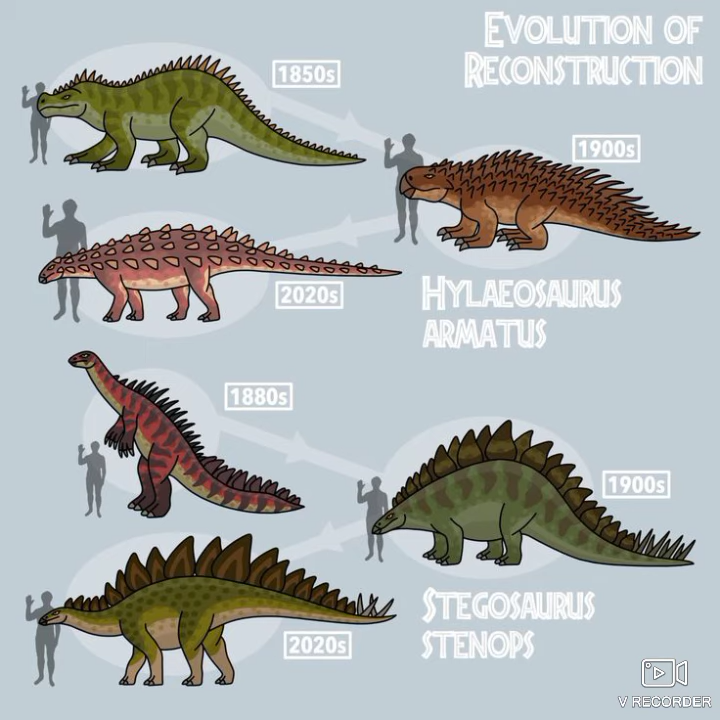 EVOLUTION OF
RECONSTRUCTION
1850s
1900s
2020s
HYLAEOSAURUS
ARMATUS
1880s
1900s
2020s
STEGOSAURUS
STENOPS
V RECORDER